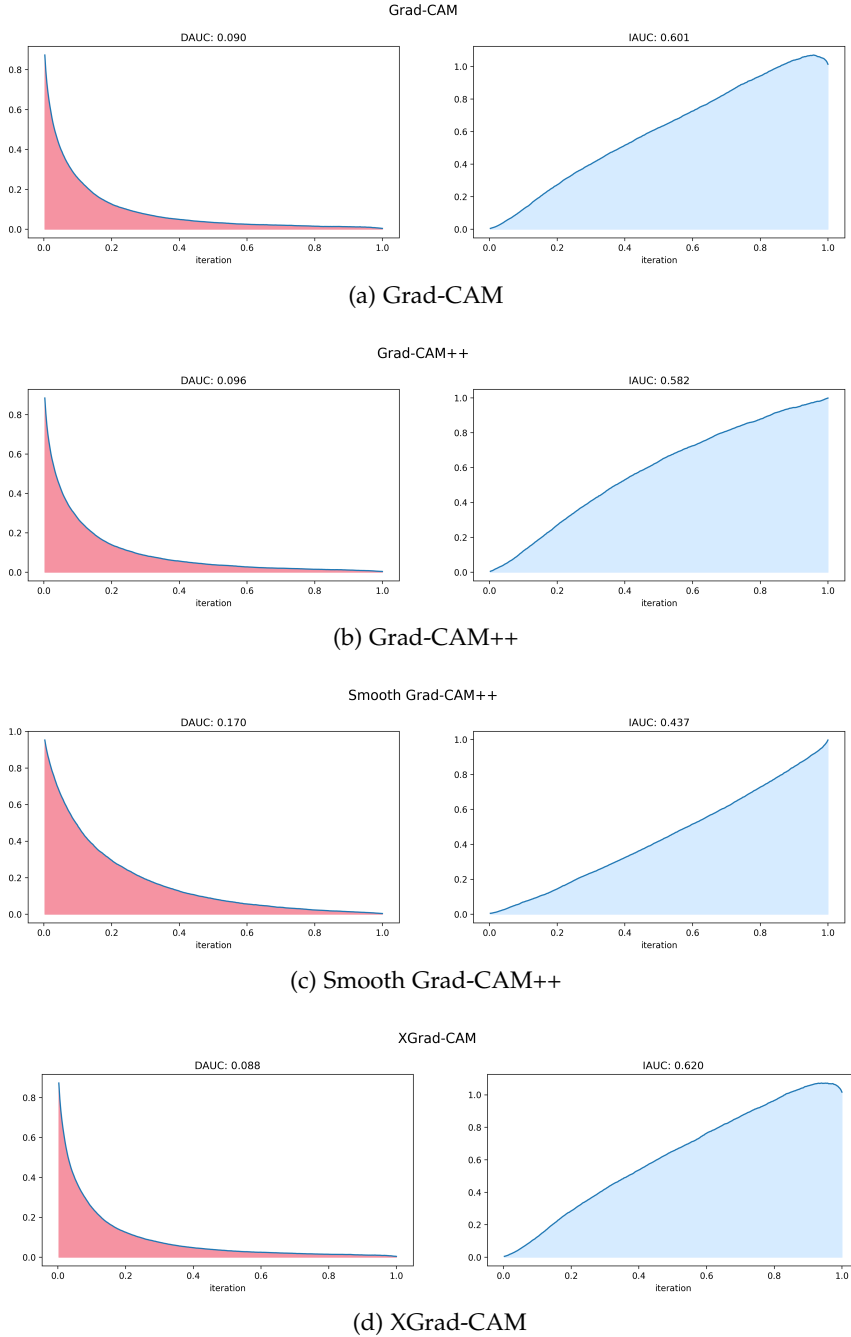 Grad-CAM
DAUC: 0.090
IAUC: 0.601
0.8
0.6
0.4
0.2
0.0
0.0 0.2 0.4 0.6 0.8 1.0
iteration
1.0
0.8
0.6
0.4
0.2
0.0
0.0 0.2 0.4 0.6 0.8 1.0
iteration
(a) Grad-CAM
Grad-CAM++
DAUC: 0.096
IAUC: 0.582
0.8
0.6
0.4
0.2
0.0
0.0 0.2 0.4 0.6 0.8 1.0
iteration
1.0
0.8
0.6
0.4
0.2
0.0
0.0 0.2 0.4 0.6 0.8 1.0
iteration
(b) Grad-CAM++
Smooth Grad-CAM++
DAUC: 0.170
IAUC: 0.437
1.0
0.8
0.6
0.4
0.2
0.0
0.0 0.2 0.4 0.6 0.8 1.0
iteration
1.0
0.8
0.6
0.4
0.2
0.0
0.0 0.2 0.4 0.6 0.8 1.0
iteration
(c) Smooth Grad-CAM++
XGrad-CAM
DAUC: 0.088
IAUC: 0.620
0.8
0.6
0.4
0.2
0.0
0.0 0.2 0.4 0.6 0.8 1.0
iteration
1.0
0.8
0.6
0.4
0.2
0.0
0.0 0.2 0.4 0.6 0.8 1.0
iteration
(d) XGrad-CAM